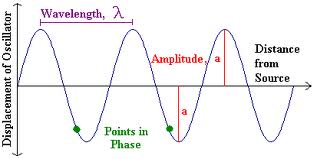 Displacement of Oscillator
Wavelength, λ
Amplitude, a
a
Distance
from
Source
Points in
Phase